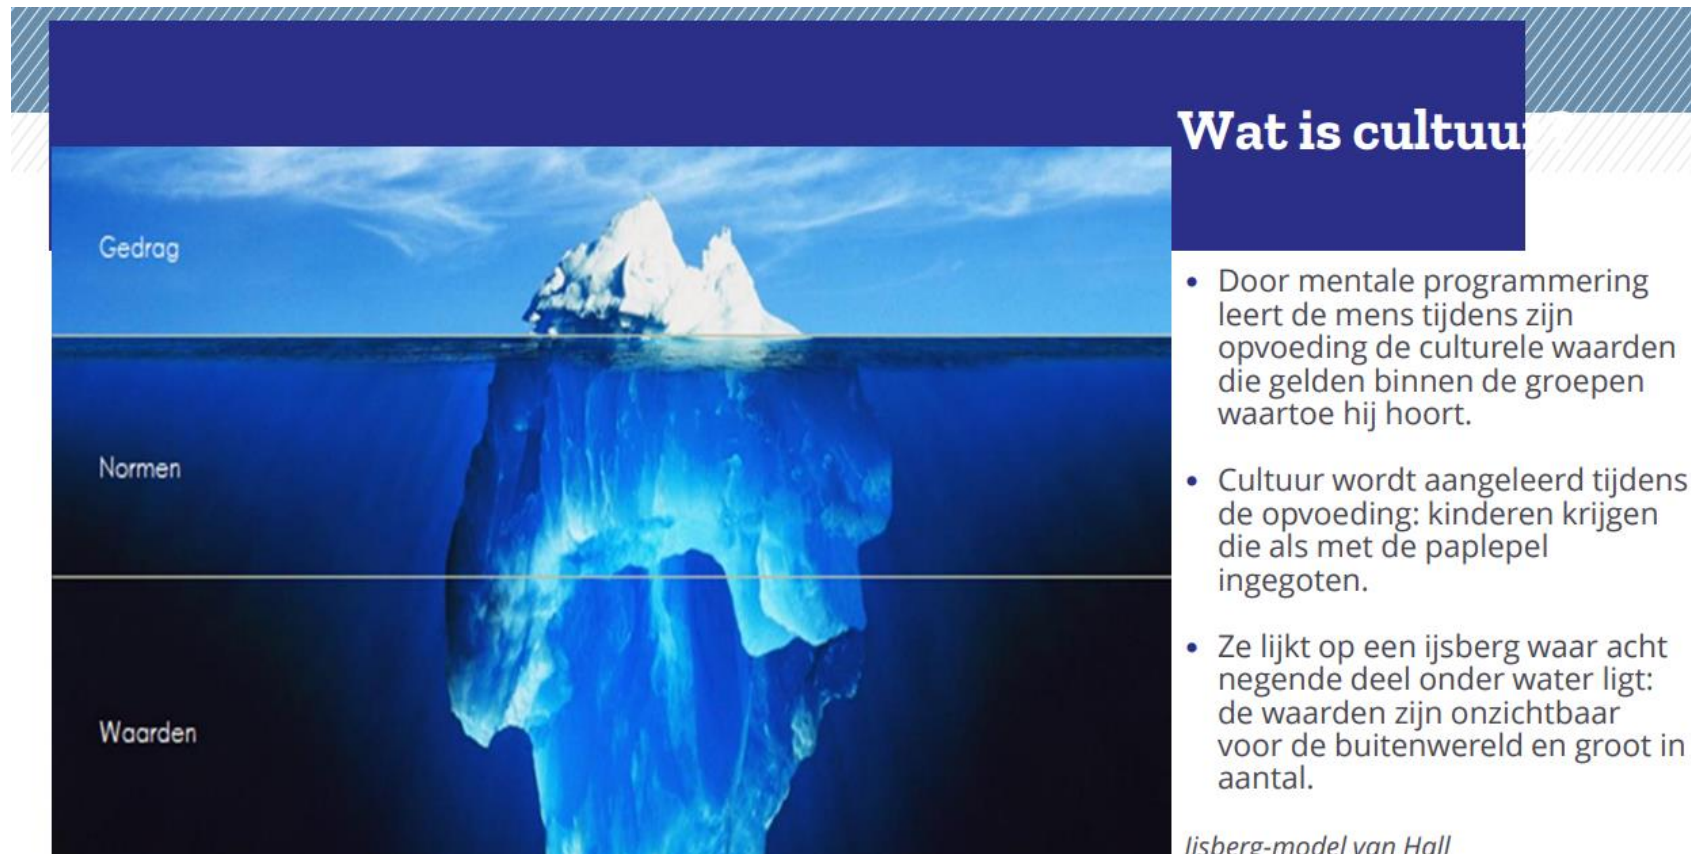 Wat is cultuur?
Gedrag
Normen
Waarden
• Door mentale programmering
leert de mens tijdens zijn
opvoeding de culturele waarden
die gelden binnen de groepen
waartoe hij hoort.
• Cultuur wordt aangeleerd tijdens
de opvoeding: kinderen krijgen
die als met de paplepel
ingegoten.
• Ze lijkt op een ijsberg waar acht
negende deel onder water ligt:
de waarden zijn onzichtbaar
voor de buitenwereld en groot in
aantal.
Ijsberg-model van Hall